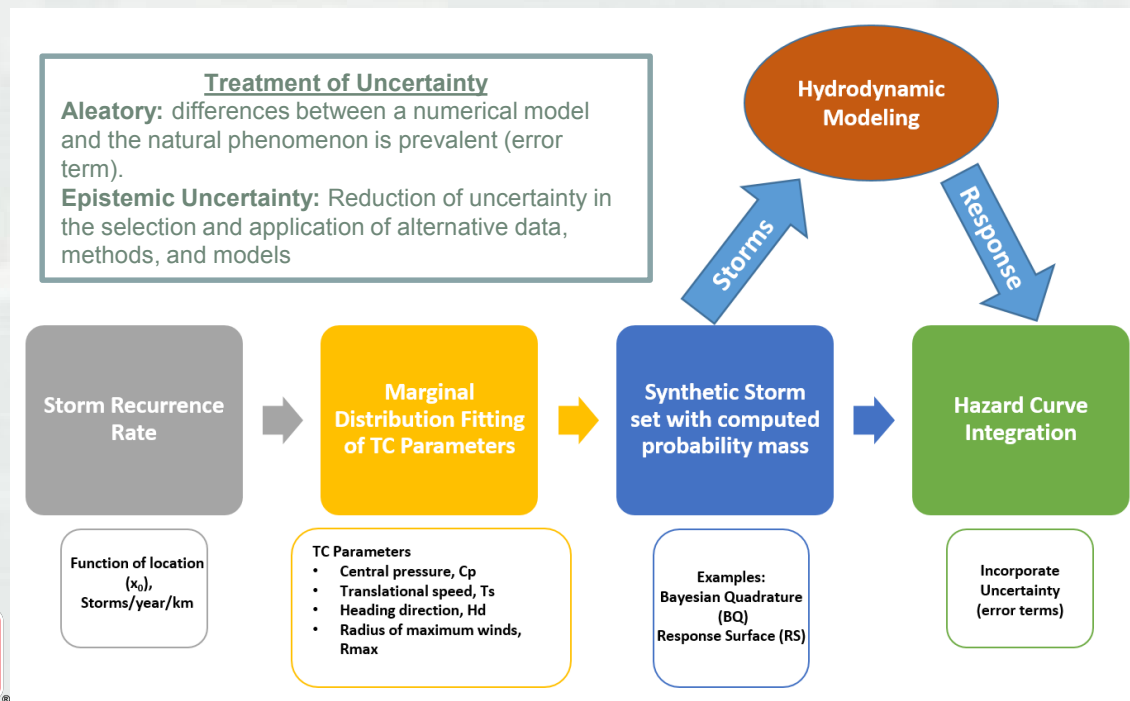 Treatment of Uncertainty
Aleatory: differences between a numerical model
and the natural phenomenon is prevalent (error
term).
Epistemic Uncertainty: Reduction of uncertainty in
the selection and application of alternative data,
methods, and models
Hydrodynamic
Modeling
Storms
Response
Storm Recurrence
Rate
Marginal
Distribution Fitting
of TC Parameters
Synthetic Storm
set with computed
probability mass
Hazard Curve
Integration
Function of location
(x₀),
Storms/year/km
TC Parameters
• Central pressure, Cp
• Translational speed, Ts
• Heading direction, Hd
• Radius of maximum winds,
Rmax
Examples:
Bayesian Quadrature
(BQ)
Response Surface (RS)
Incorporate
Uncertainty
(error terms)
®